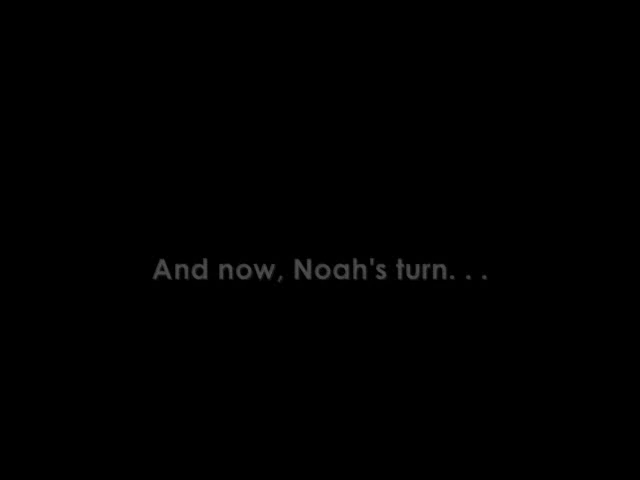 And now, Noah's turn. . .